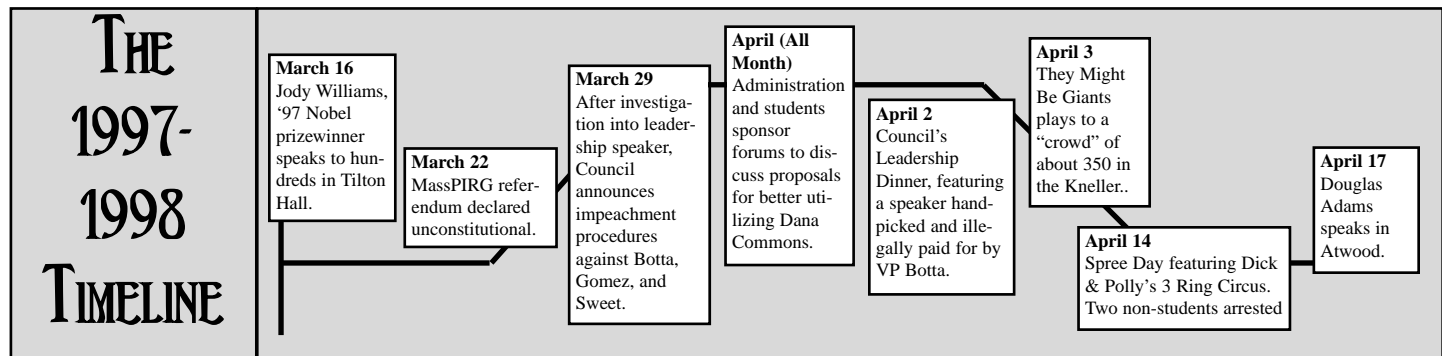 THE
1997-
1998
TIMELINE
March 16
Jody Williams,
‘97 Nobel
prizewinner
speaks to hun-
dreds in Tilton
Hall.
March 22
MassPIRG refer-
endum declared
unconstitutional.
March 29
After investiga-
tion into leader-
ship speaker,
Council
announces
impeachment
procedures
against Botta,
Gomez, and
Sweet.
April (All
Month)
Administration
and students
sponsor
forums to dis-
cuss proposals
for better uti-
lizing Dana
Commons.
April 2
Council’s
Leadership
Dinner, featuring
a speaker hand-
picked and ille-
gally paid for by
VP Botta.
April 3
They Might
Be Giants
plays to a
“crowd” of
about 350 in
the Kneller..
April 14
Spree Day featuring Dick
& Polly’s 3 Ring Circus.
Two non-students arrested
April 17
Douglas
Adams
speaks in
Atwood.